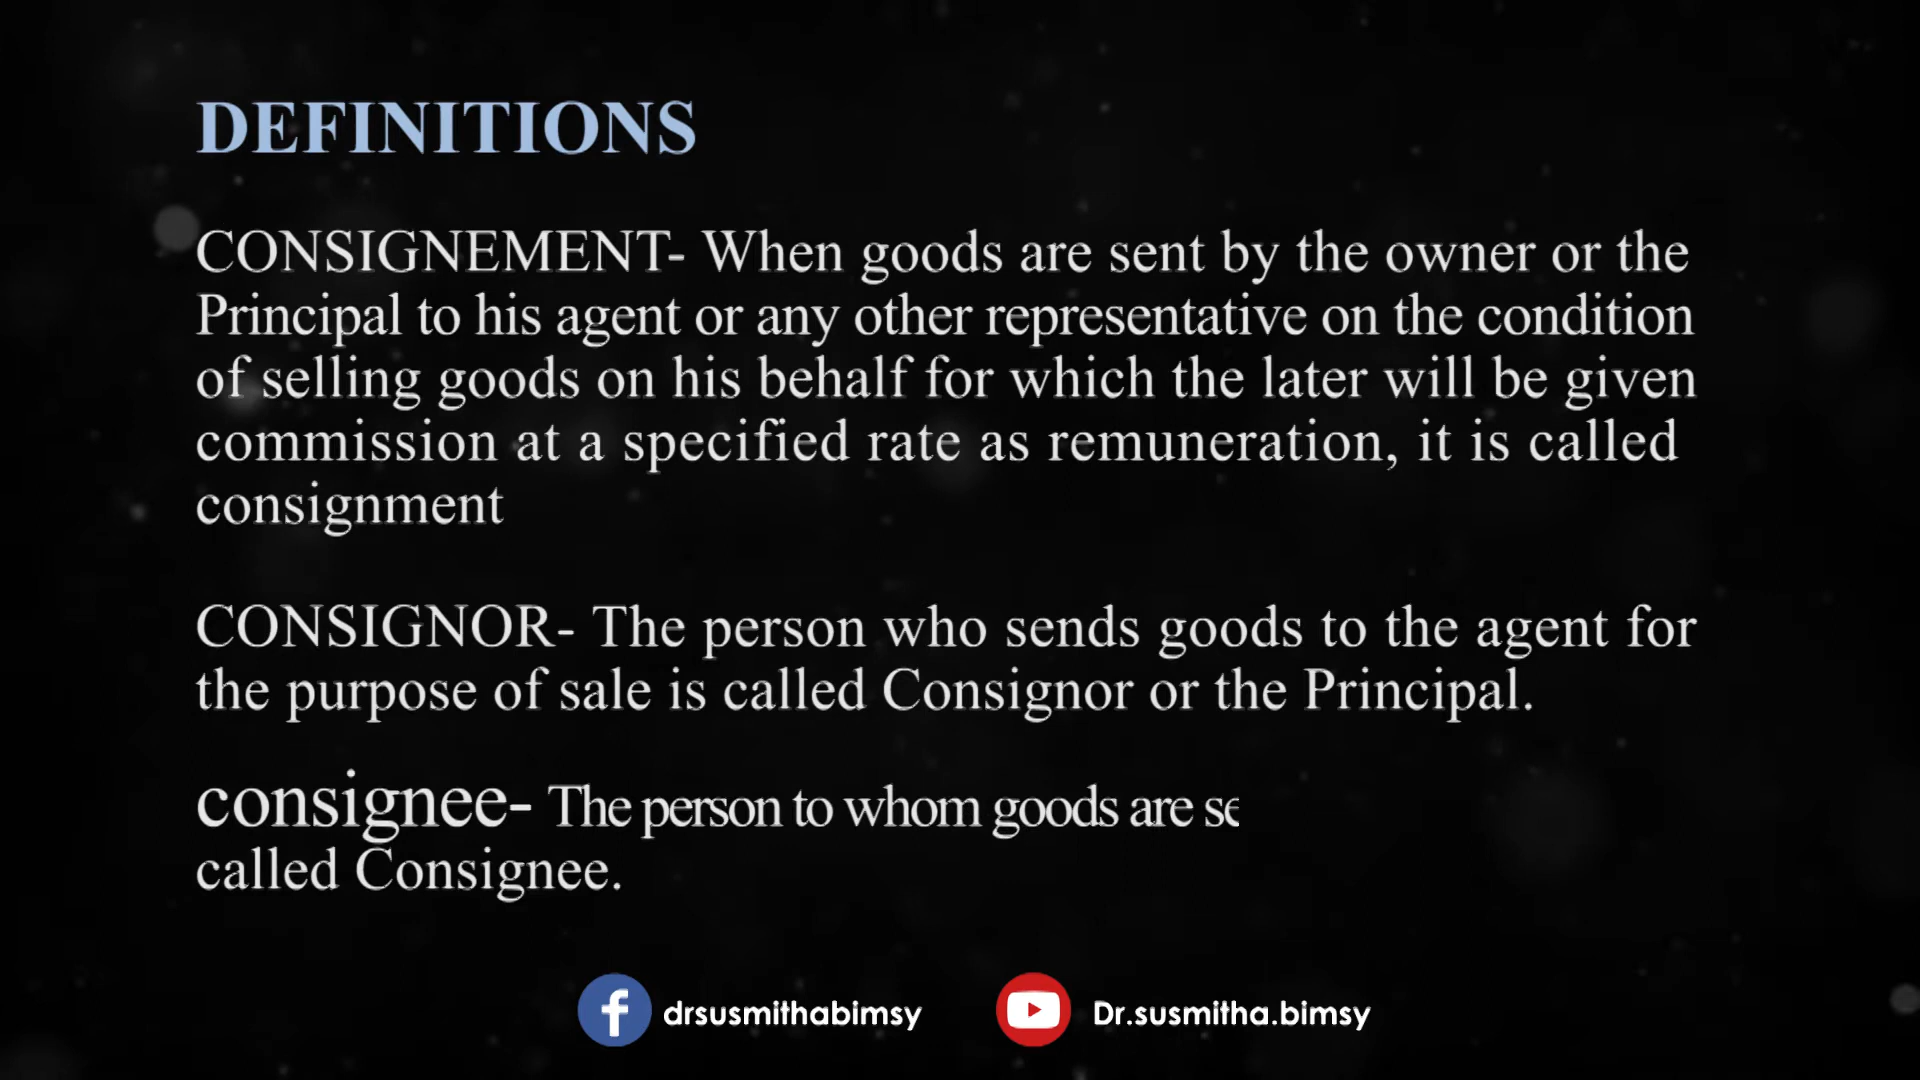 DEFINITIONS
CONSIGNEMENT- When goods are sent by the owner or the
Principal to his agent or any other representative on the condition
of selling goods on his behalf for which the later will be given
commission at a specified rate as remuneration, it is called
consignment
CONSIGNOR- The person who sends goods to the agent for
the purpose of sale is called Consignor or the Principal.
consignee- The person to whom goods are
called Consignee.
drsusmithabimsy
Dr.susmitha.bimsy